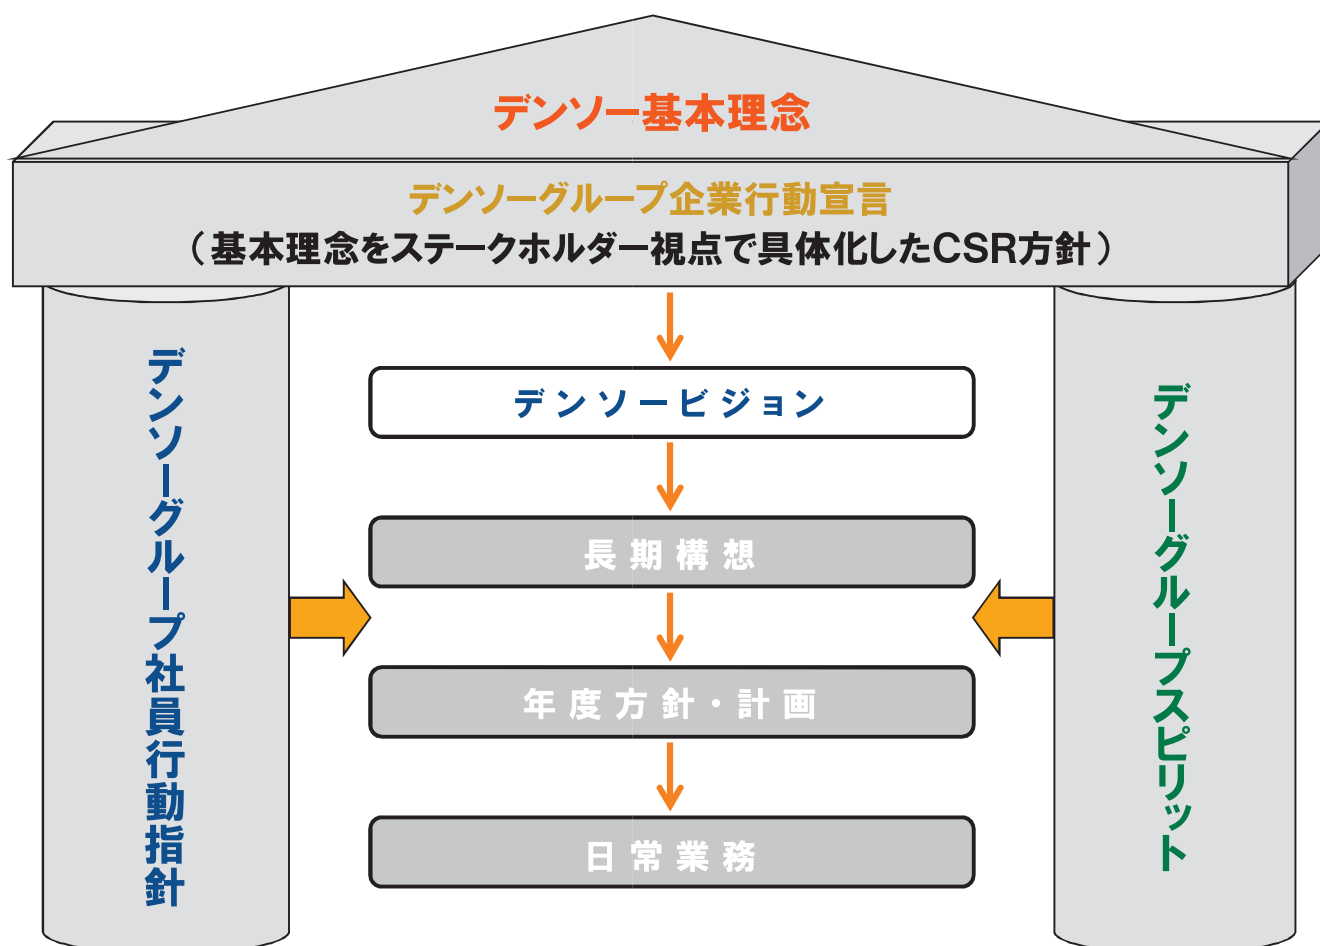 デンソー基本理念
デンソーグループ企業行動宣言
（基本理念をステークホルダー視点で具体化したCSR方針）
デンソーグループ社員行動指針
デンソービジョン
長期構想
年度方針・計画
日常業務
デンソーグループスピリット